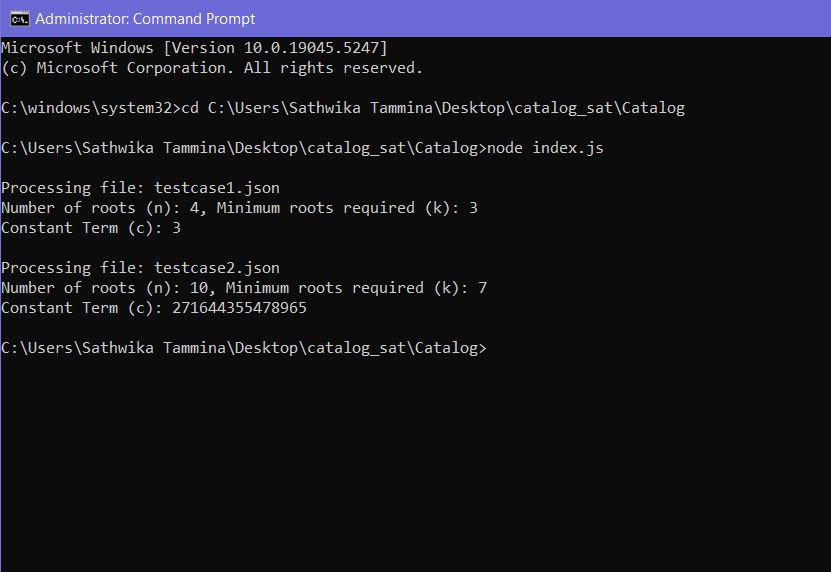 Administrator: Command Prompt
Microsoft Windows [Version 10.0.19045.5247]
(c) Microsoft Corporation. All rights reserved.
C:\windows\system32>cd C:\Users\Sathwika Tammina\Desktop\catalog_sat\Catalog
C:\Users\Sathwika Tammina\Desktop\catalog_sat\Catalog>node index.js
Processing file: testcase1.json
Number of roots (n): 4, Minimum roots required (k): 3
Constant Term (c): 3
Processing file: testcase2.json
Number of roots (n): 10, Minimum roots required (k): 7
Constant Term (c): 271644355478965
C:\Users\Sathwika Tammina\Desktop\catalog_sat\Catalog>